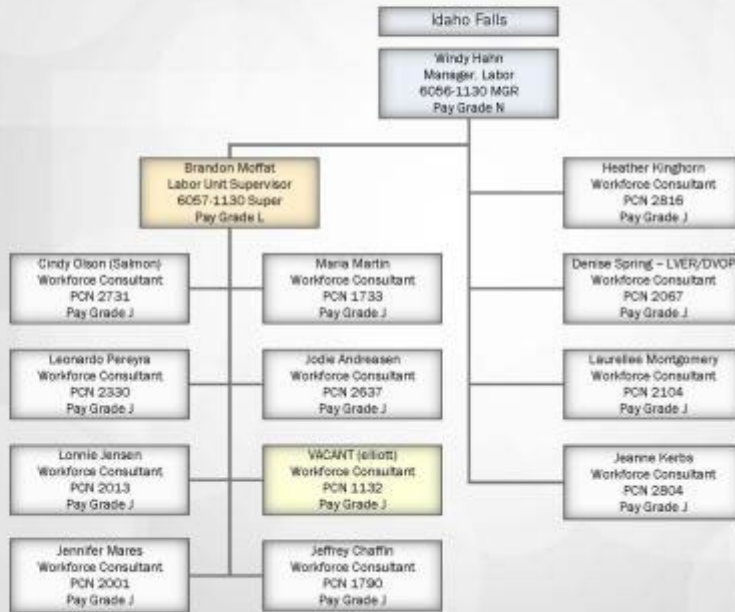 Idaho Falls
Windy Hahn
Manager, Labor
6056-1130 MGR
Pay Grade N
Brandon Moffat
Labor Unit Supervisor
6057-1130 Super
Pay Grade L
Heather Kinghorn
Workforce Consultant
PCN 2816
Pay Grade J
Cindy Olson (Salmon)
Workforce Consultant
PCN 2731
Pay Grade J
Maria Martin
Workforce Consultant
PCN 1733
Pay Grade J
Denise Spring – LVER/DVOP
Workforce Consultant
PCN 2067
Pay Grade J
Leonardo Pereyra
Workforce Consultant
PCN 2330
Pay Grade J
Jodie Andreasen
Workforce Consultant
PCN 2637
Pay Grade J
Laurellee Montgomery
Workforce Consultant
PCN 2104
Pay Grade J
Lonnie Jensen
Workforce Consultant
PCN 2013
Pay Grade J
VACANT (elliott)
Workforce Consultant
PCN 1132
Pay Grade J
Jeanne Kerbs
Workforce Consultant
PCN 2804
Pay Grade J
Jennifer Mares
Workforce Consultant
PCN 2001
Pay Grade J
Jeffrey Chaffin
Workforce Consultant
PCN 1790
Pay Grade J